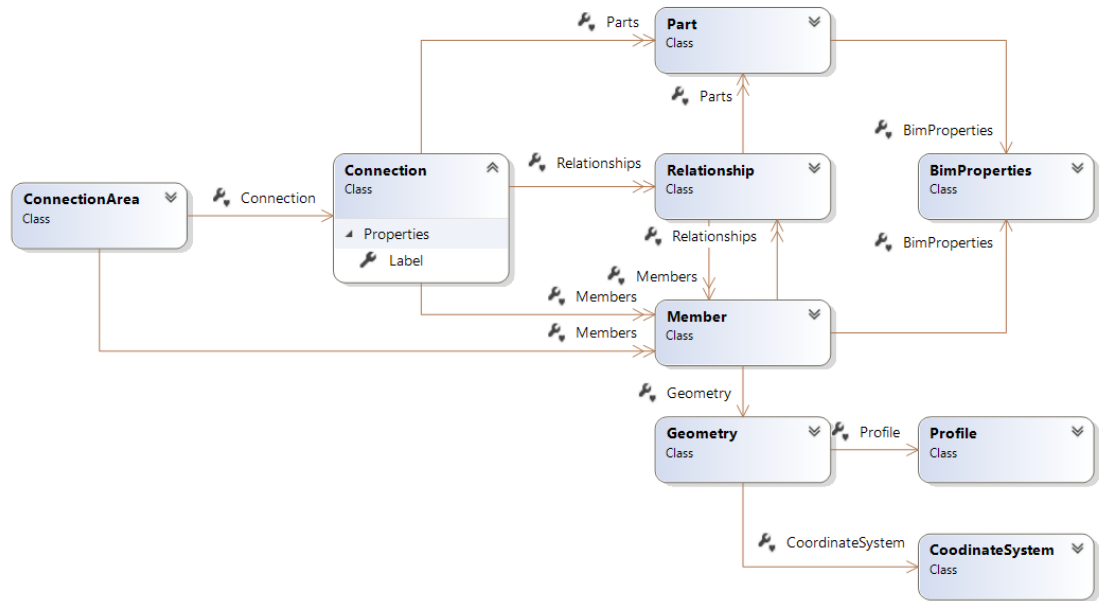 Parts
Part
Class
Parts
BimProperties
Connection
Class
Relationships
Relationship
Class
BimProperties
Class
ConnectionArea
Class
Connection
Properties
Label
Relationships
BimProperties
Members
Members
Members
Member
Class
Geometry
Geometry
Class
Profile
Profile
Class
CoordinateSystem
CoodinateSystem
Class